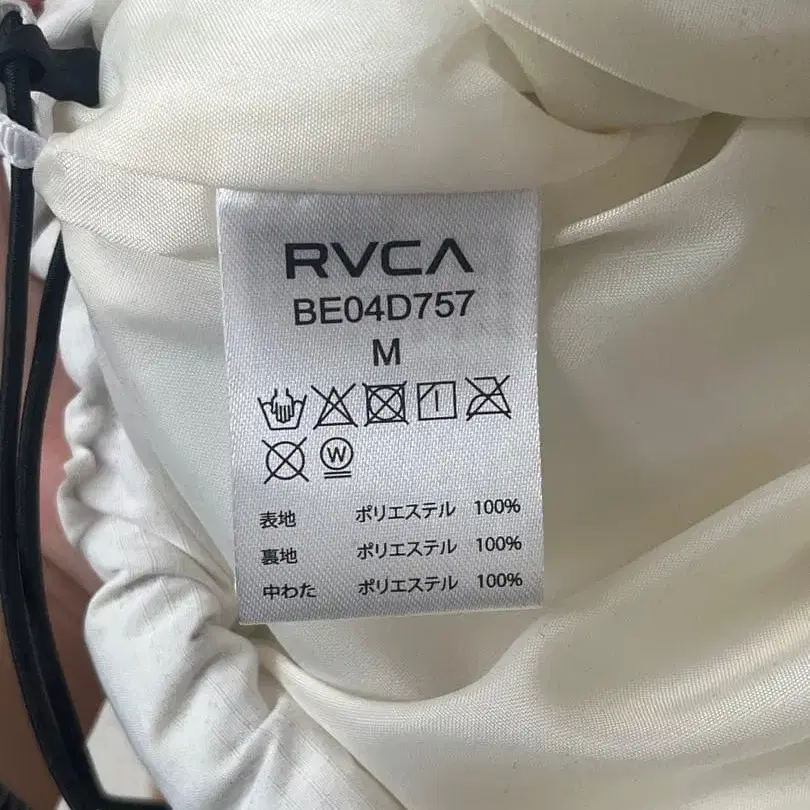 RVCA
BE04D757
M
W
表地 ポリエステル 100%
裏地 ポリエステル 100%
中わた ポリエステル 100%